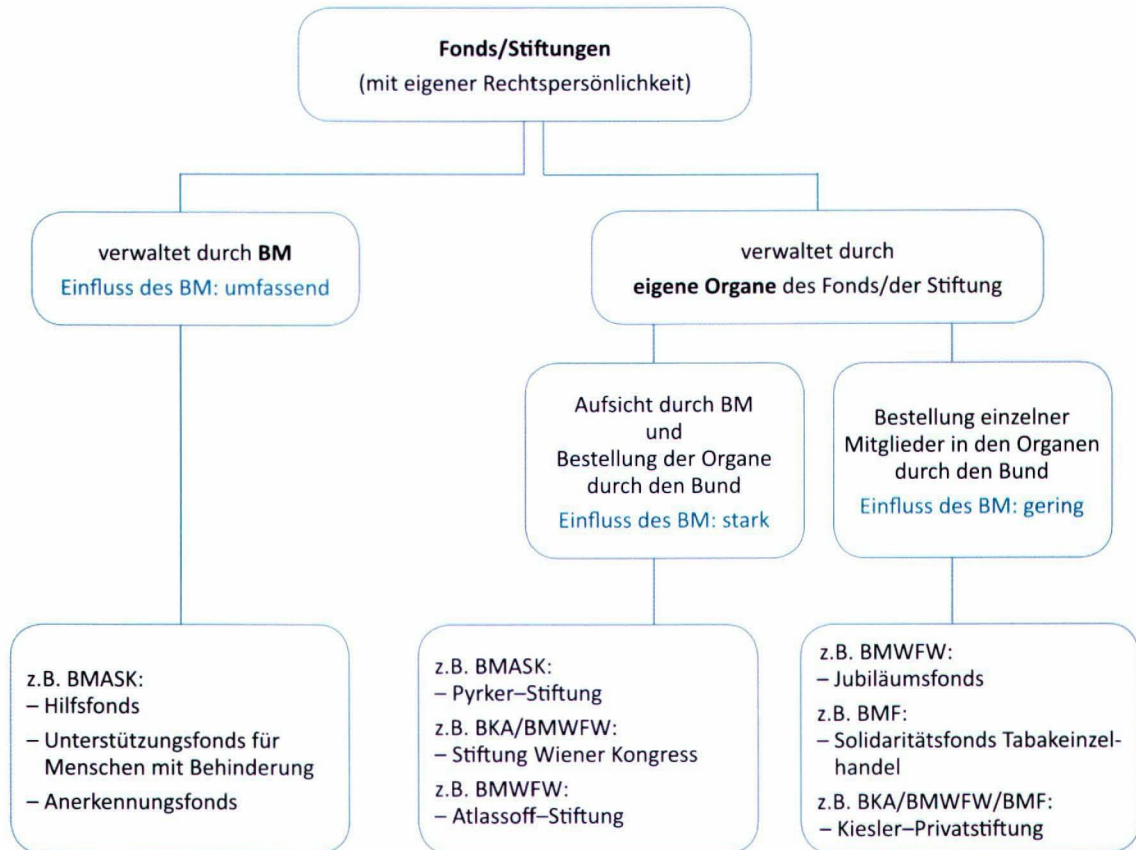 Fonds/Stiftungen
(mit eigener Rechtspersönlichkeit)
verwaltet durch BM
Einfluss des BM: umfassend
verwaltet durch
eigene Organe des Fonds/der Stiftung
Aufsicht durch BM
und
Bestellung der Organe
durch den Bund
Einfluss des BM: stark
Bestellung einzelner
Mitglieder in den Organen
durch den Bund
Einfluss des BM: gering
z.B. BMASK:
– Hilfsfonds
– Unterstützungsfonds für
Menschen mit Behinderung
– Anerkennungsfonds
z.B. BMASK:
– Pyrker–Stiftung
z.B. BKA/BMWFW:
– Stiftung Wiener Kongress
z.B. BMWFW:
– Atlassoff–Stiftung
z.B. BMWFW:
– Jubiläumsfonds
z.B. BMF:
– Solidaritätsfonds Tabakeinzel-
handel
z.B. BKA/BMWFW/BMF:
– Kiesler–Privatstiftung